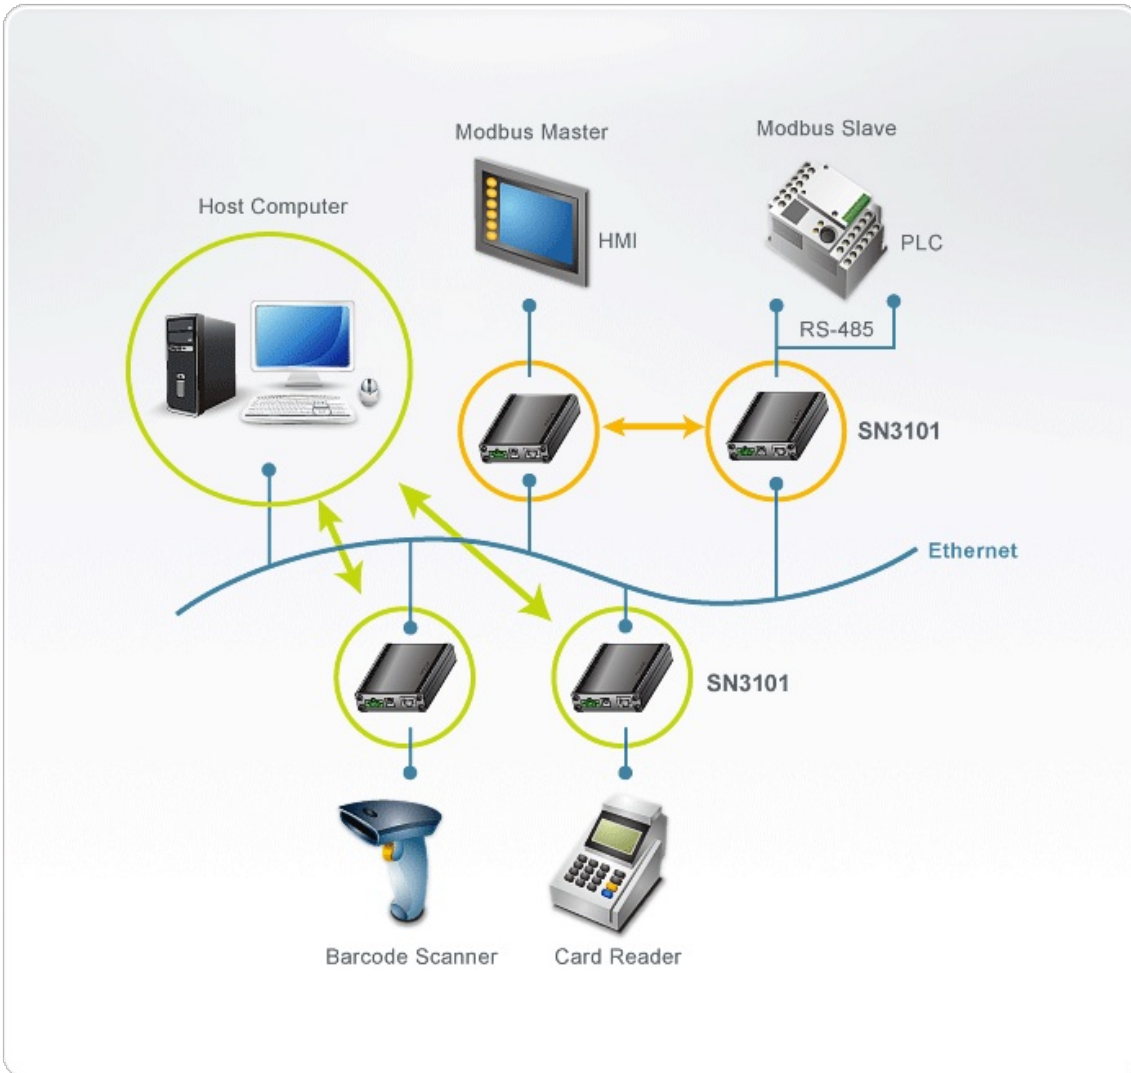 Modbus Master
Modbus Slave
Host Computer
HMI
PLC
RS-485
SN3101
Ethernet
SN3101
Barcode Scanner
Card Reader